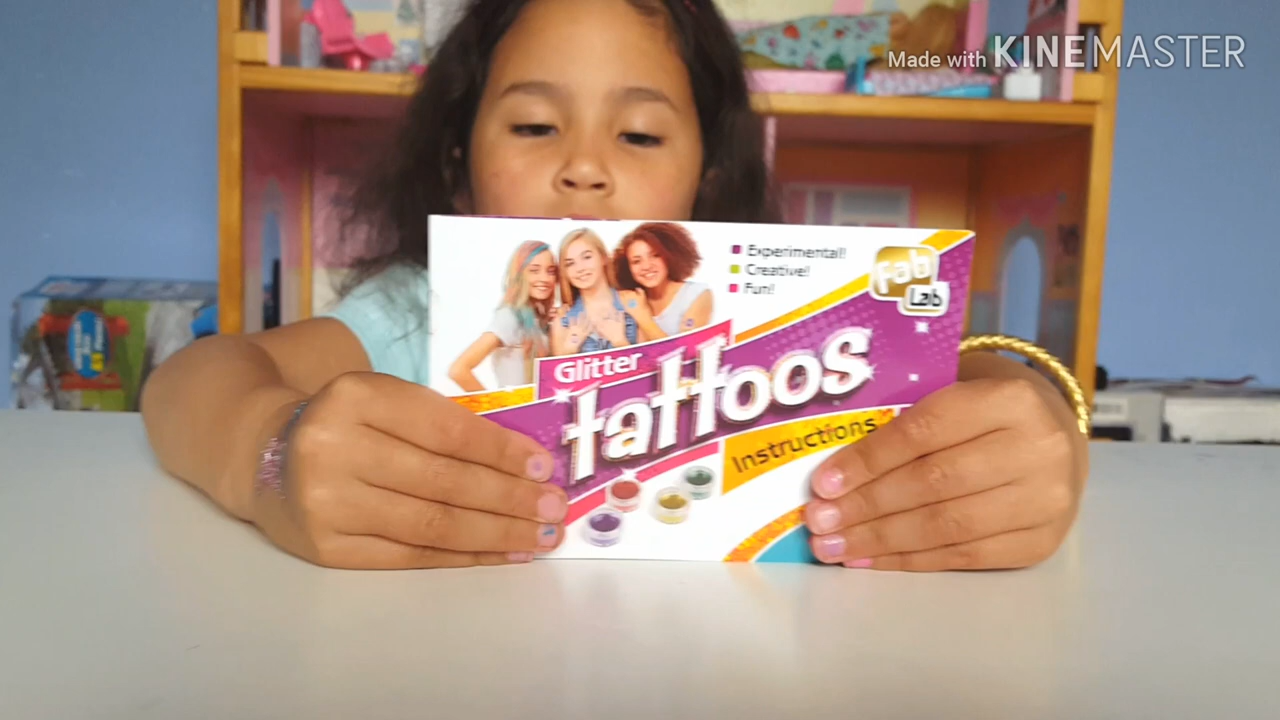 Made with KINEMASTER
Experimental!
Creative!
Fun!
Fab
Lab
Glitter
tattoos
Instructions